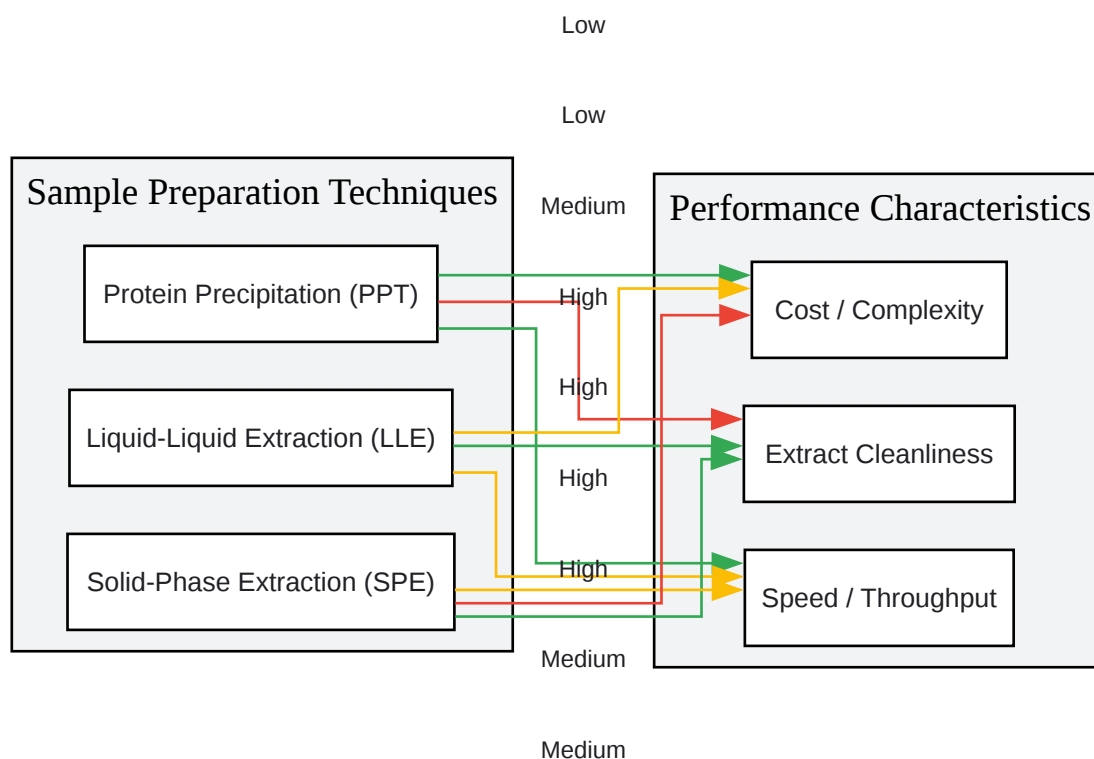 Low
Low
Sample Preparation Techniques
Medium
Performance Characteristics
Protein Precipitation (PPT)
High
Cost / Complexity
High
Liquid-Liquid Extraction (LLE)
Extract Cleanliness
High
Solid-Phase Extraction (SPE)
High
Speed / Throughput
Medium
Medium